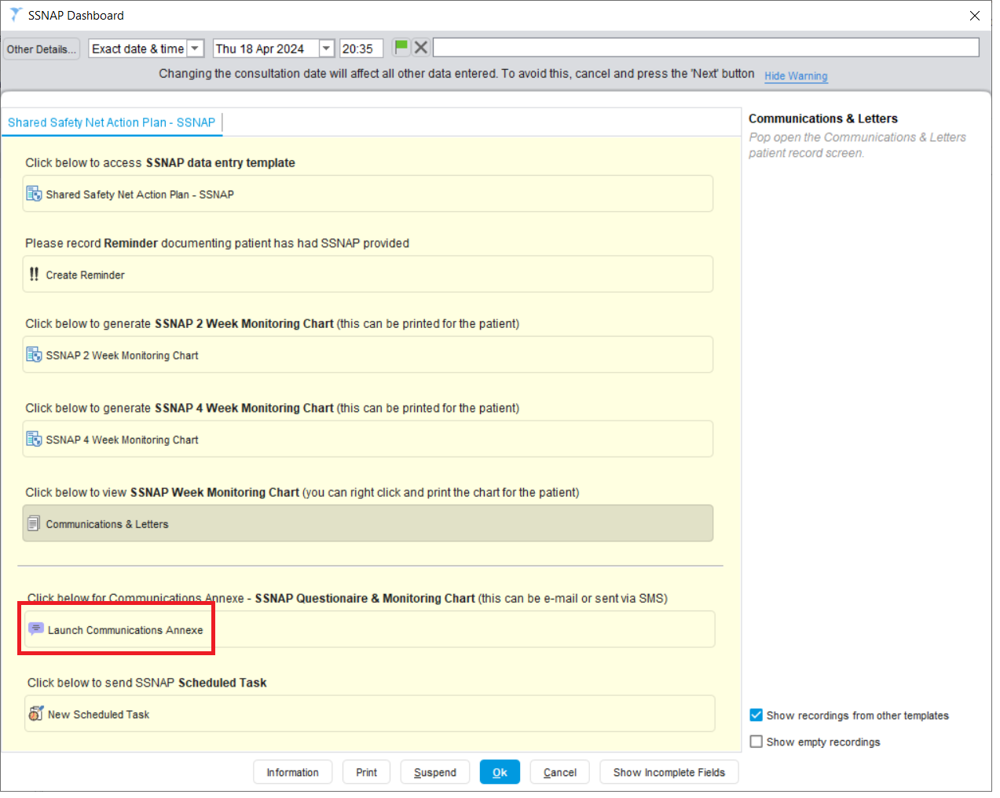 SSNAP Dashboard
Other Details...
Exact date & time
Thu 18 Apr 2024
20:35
Changing the consultation date will affect all other data entered. To avoid this, cancel and press the 'Next' button
Hide Warning
Shared Safety Net Action Plan - SSNAP
Click below to access SSNAP data entry template
Shared Safety Net Action Plan - SSNAP
Please record Reminder documenting patient has had SSNAP provided
Create Reminder
Click below to generate SSNAP 2 Week Monitoring Chart (this can be printed for the patient)
SSNAP 2 Week Monitoring Chart
Click below to generate SSNAP 4 Week Monitoring Chart (this can be printed for the patient)
SSNAP 4 Week Monitoring Chart
Click below to view SSNAP Week Monitoring Chart (you can right click and print the chart for the patient)
Communications & Letters
Click below for Communications Annexe - SSNAP Questionaire & Monitoring Chart (this can be e-mail or sent via SMS)
Launch Communications Annexe
Click below to send SSNAP Scheduled Task
New Scheduled Task
Communications & Letters
Pop open the Communications & Letters
patient record screen.
Show recordings from other templates
Show empty recordings
Information
Print
Suspend
Ok
Cancel
Show Incomplete Fields